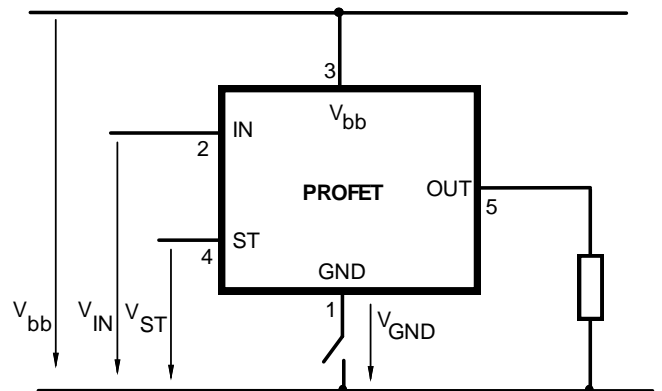 3
V_bb
IN
2
PROFET
OUT
5
ST
4
GND
1
V_bb
V_IN
V_ST
V_GND